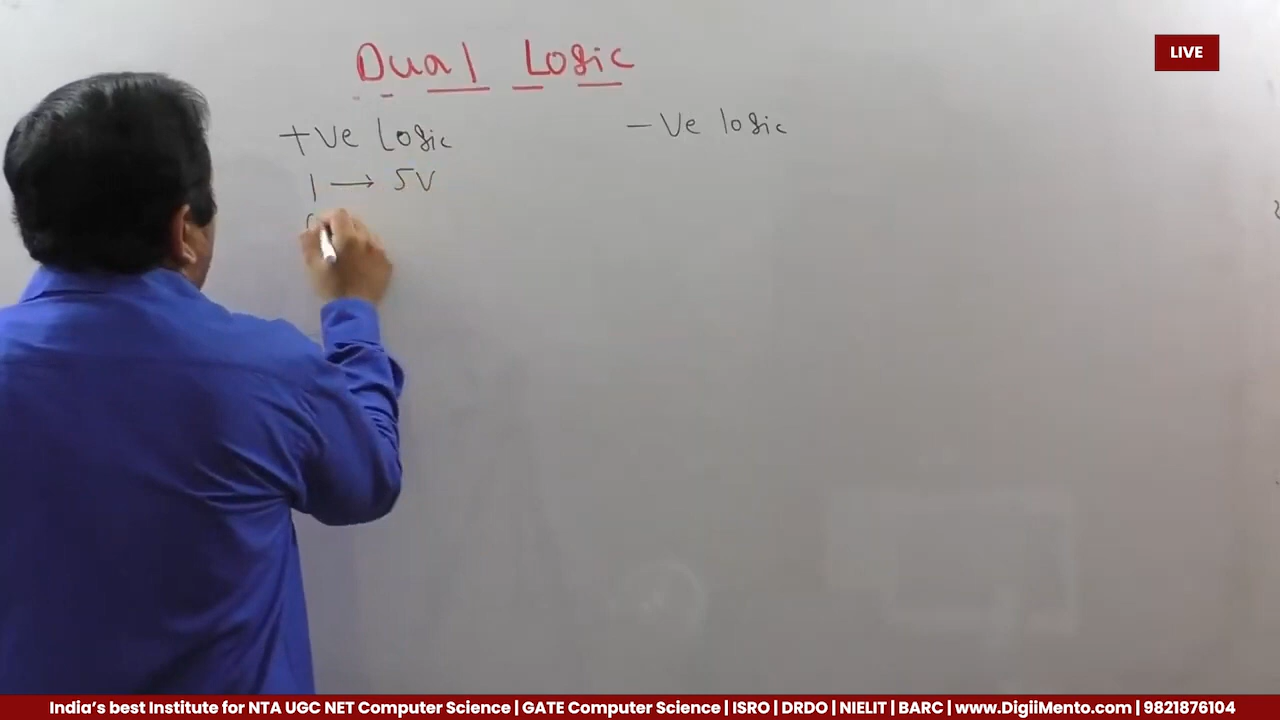 LIVE
Dual Logic
+Ve Logic
-Ve logic
1 → 5V
India's best Institute for NTA UGC NET Computer Science | GATE Computer Science | ISRO | DRDO | NIELIT | BARC | www.DigiiMento.com | 9821876104